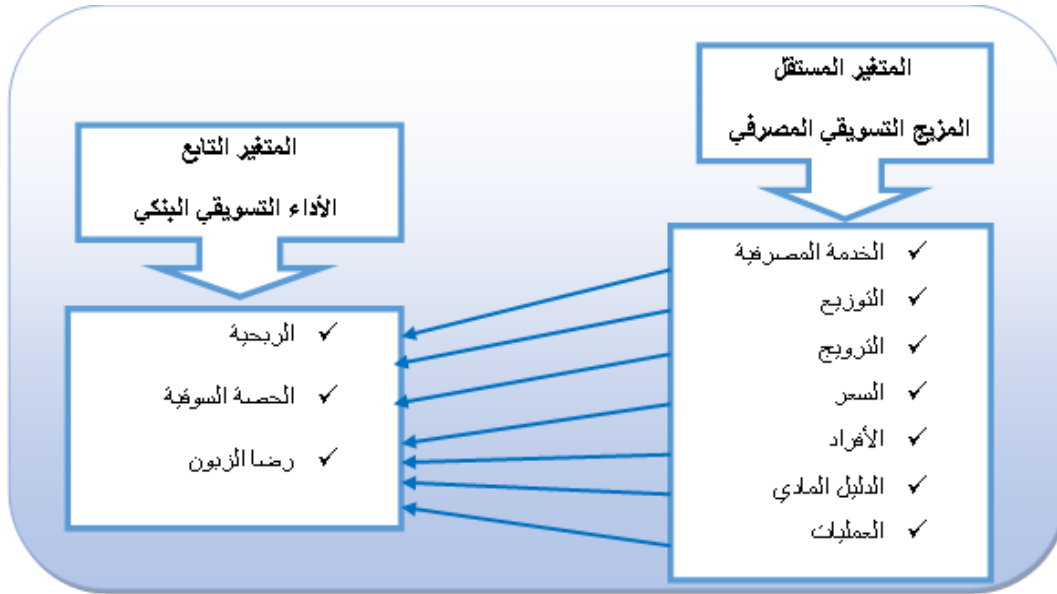 المتغير المستقل
المزيج التسويقي المصرفي
✓ الخدمة المصرفية
✓ التوزيع
✓ الترويج
✓ السعر
✓ الأفراد
✓ الدليل المادي
✓ العمليات
المتغير التابع
الأداء التسويقي البنكي
✓ الربحية
✓ الحصة السوقية
✓ رضا الزبون